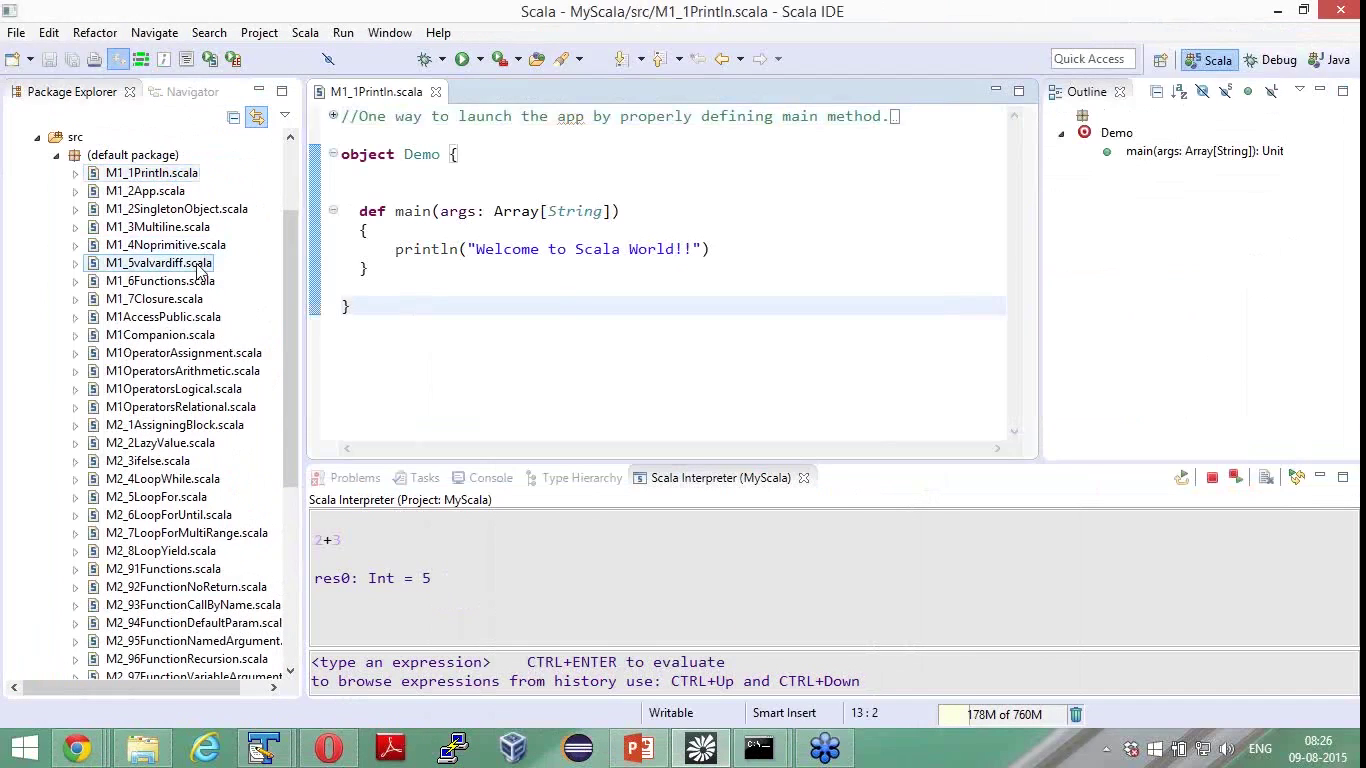 Scala - MyScala/src/M1_1Println.scala - Scala IDE
File Edit Refactor Navigate Search Project Scala Run Window Help
Quick Access Scala Debug Java
Package Explorer Navigator
src
(default package)
M1_1Println.scala
M1_2App.scala
M1_2SingletonObject.scala
M1_3Multiline.scala
M1_4Noprimitive.scala
M1_5valvardiff.scala
M1_6Functions.scala
M1_7Closure.scala
M1AccessPublic.scala
M1Companion.scala
M1OperatorAssignment.scala
M1OperatorsArithmetic.scala
M1OperatorsLogical.scala
M1OperatorsRelational.scala
M2_1AssigningBlock.scala
M2_2LazyValue.scala
M2_3ifelse.scala
M2_4LoopWhile.scala
M2_5LoopFor.scala
M2_6LoopForUntil.scala
M2_7LoopForMultiRange.scala
M2_8LoopYield.scala
M2_91Functions.scala
M2_92FunctionNoReturn.scala
M2_93FunctionCallByName.scala
M2_94FunctionDefaultParam.scal
M2_95FunctionNamedArgument.
M2_96FunctionRecursion.scala
M2_97FunctionVariableArgument
M1_1Println.scala
//One way to launch the app by properly defining main method.
object Demo {
def main(args: Array[String])
{
println("Welcome to Scala World!!")
}
}
Outline
Demo
main(args: Array[String]): Unit
Problems Tasks Console Type Hierarchy Scala Interpreter (MyScala)
Scala Interpreter (Project: MyScala)
2+3
res0: Int = 5
<type an expression> CTRL+ENTER to evaluate
to browse expressions from history use: CTRL+Up and CTRL+Down
Writable Smart Insert 13 : 2 178M of 760M
ENG 08:26
09-08-2015